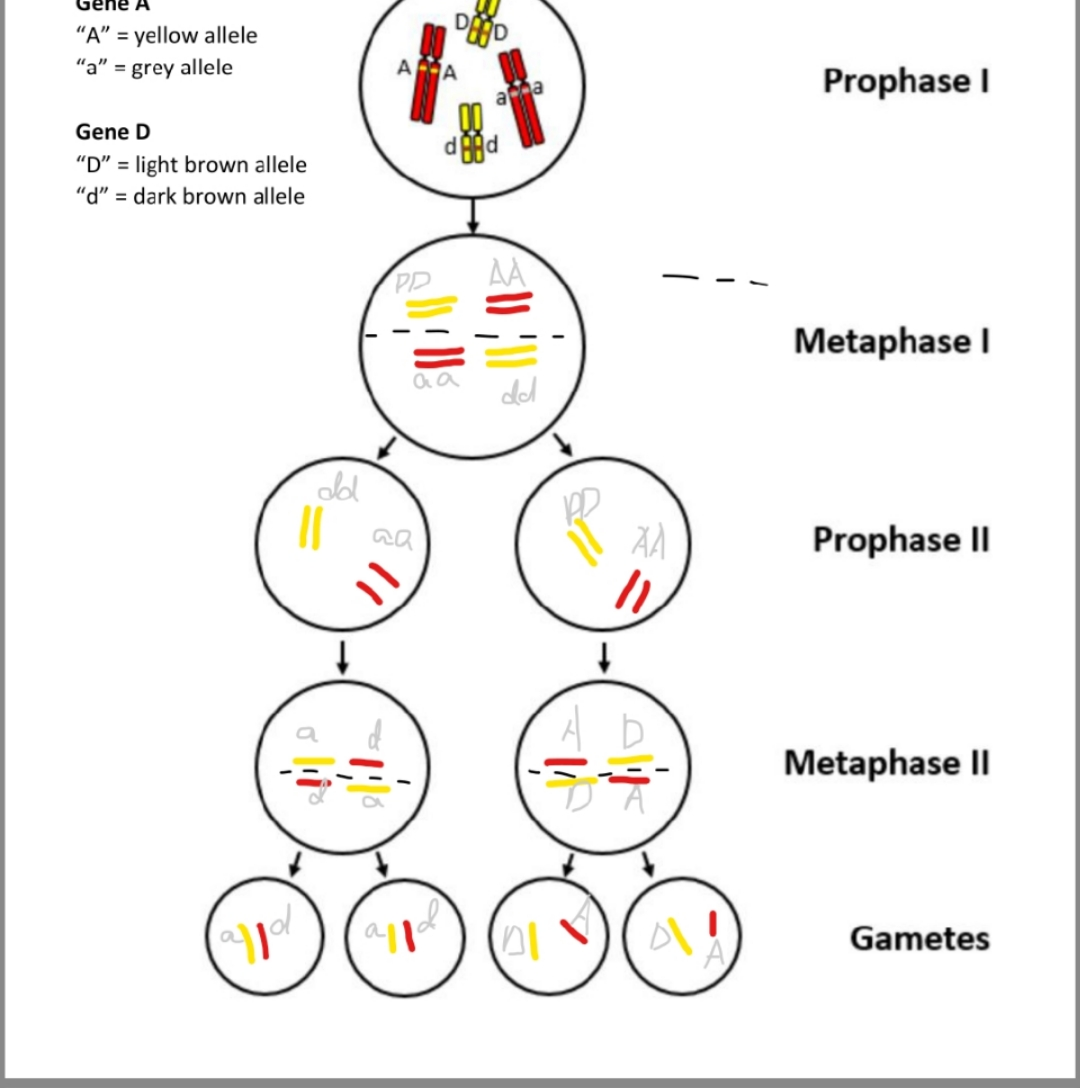 Gene A
“A” = yellow allele
“a” = grey allele
Gene D
“D” = light brown allele
“d” = dark brown allele
D D
A A
a a
d d
Prophase I
DD AA
aa dd
Metaphase I
dd
aa
DD
AA
Prophase II
a d
d a
A D
D A
Metaphase II
a d
a d
D A
D A
Gametes